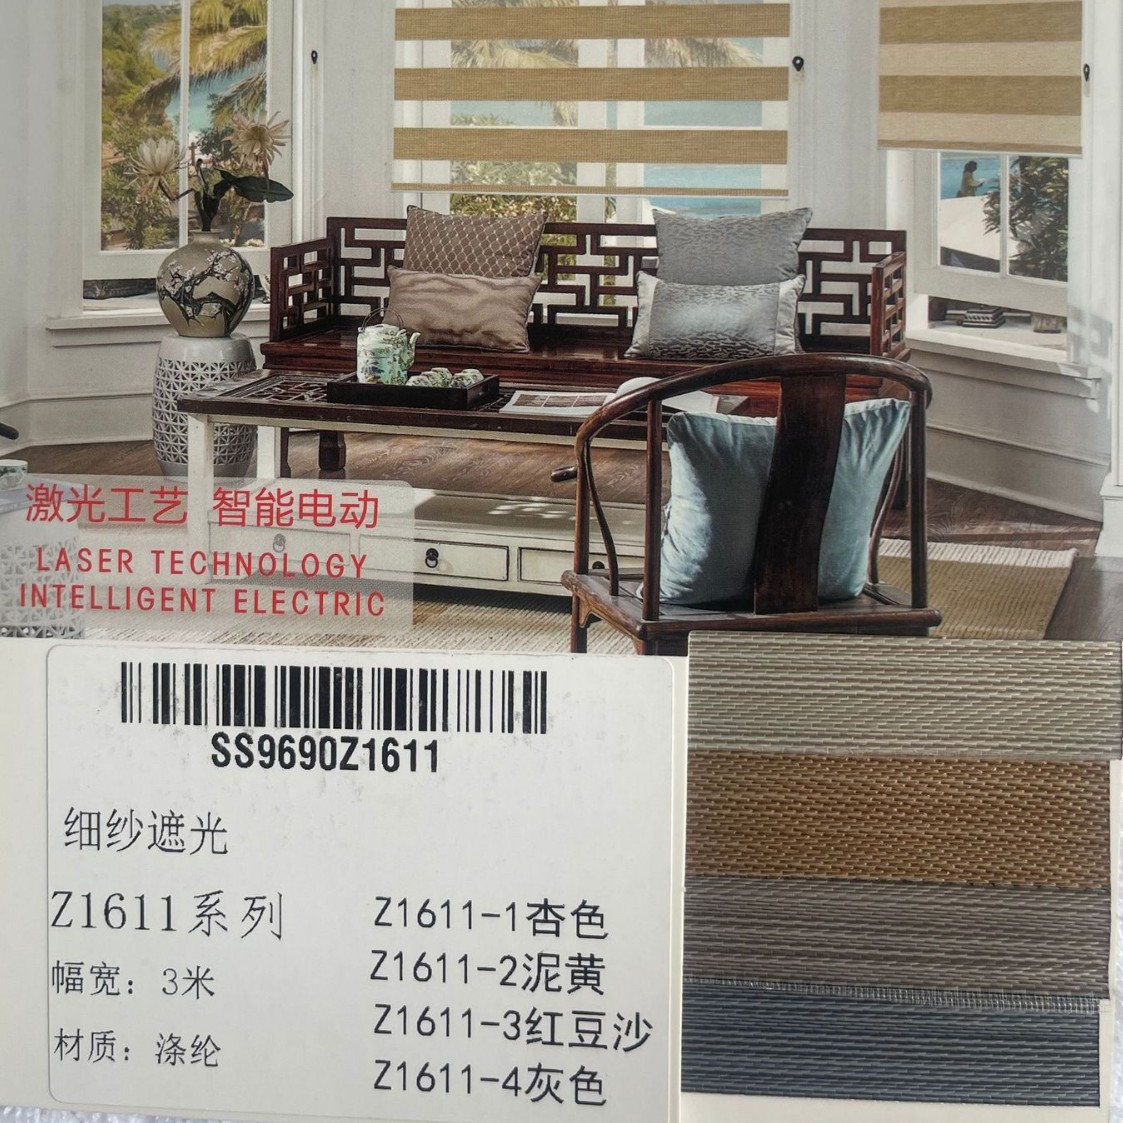 激光工艺 智能电动
LASER TECHNOLOGY
INTELLIGENT ELECTRIC
SS9690Z1611
细纱遮光
Z1611系列
幅宽：3米
材质：涤纶
Z1611-1杏色
Z1611-2泥黄
Z1611-3红豆沙
Z1611-4灰色